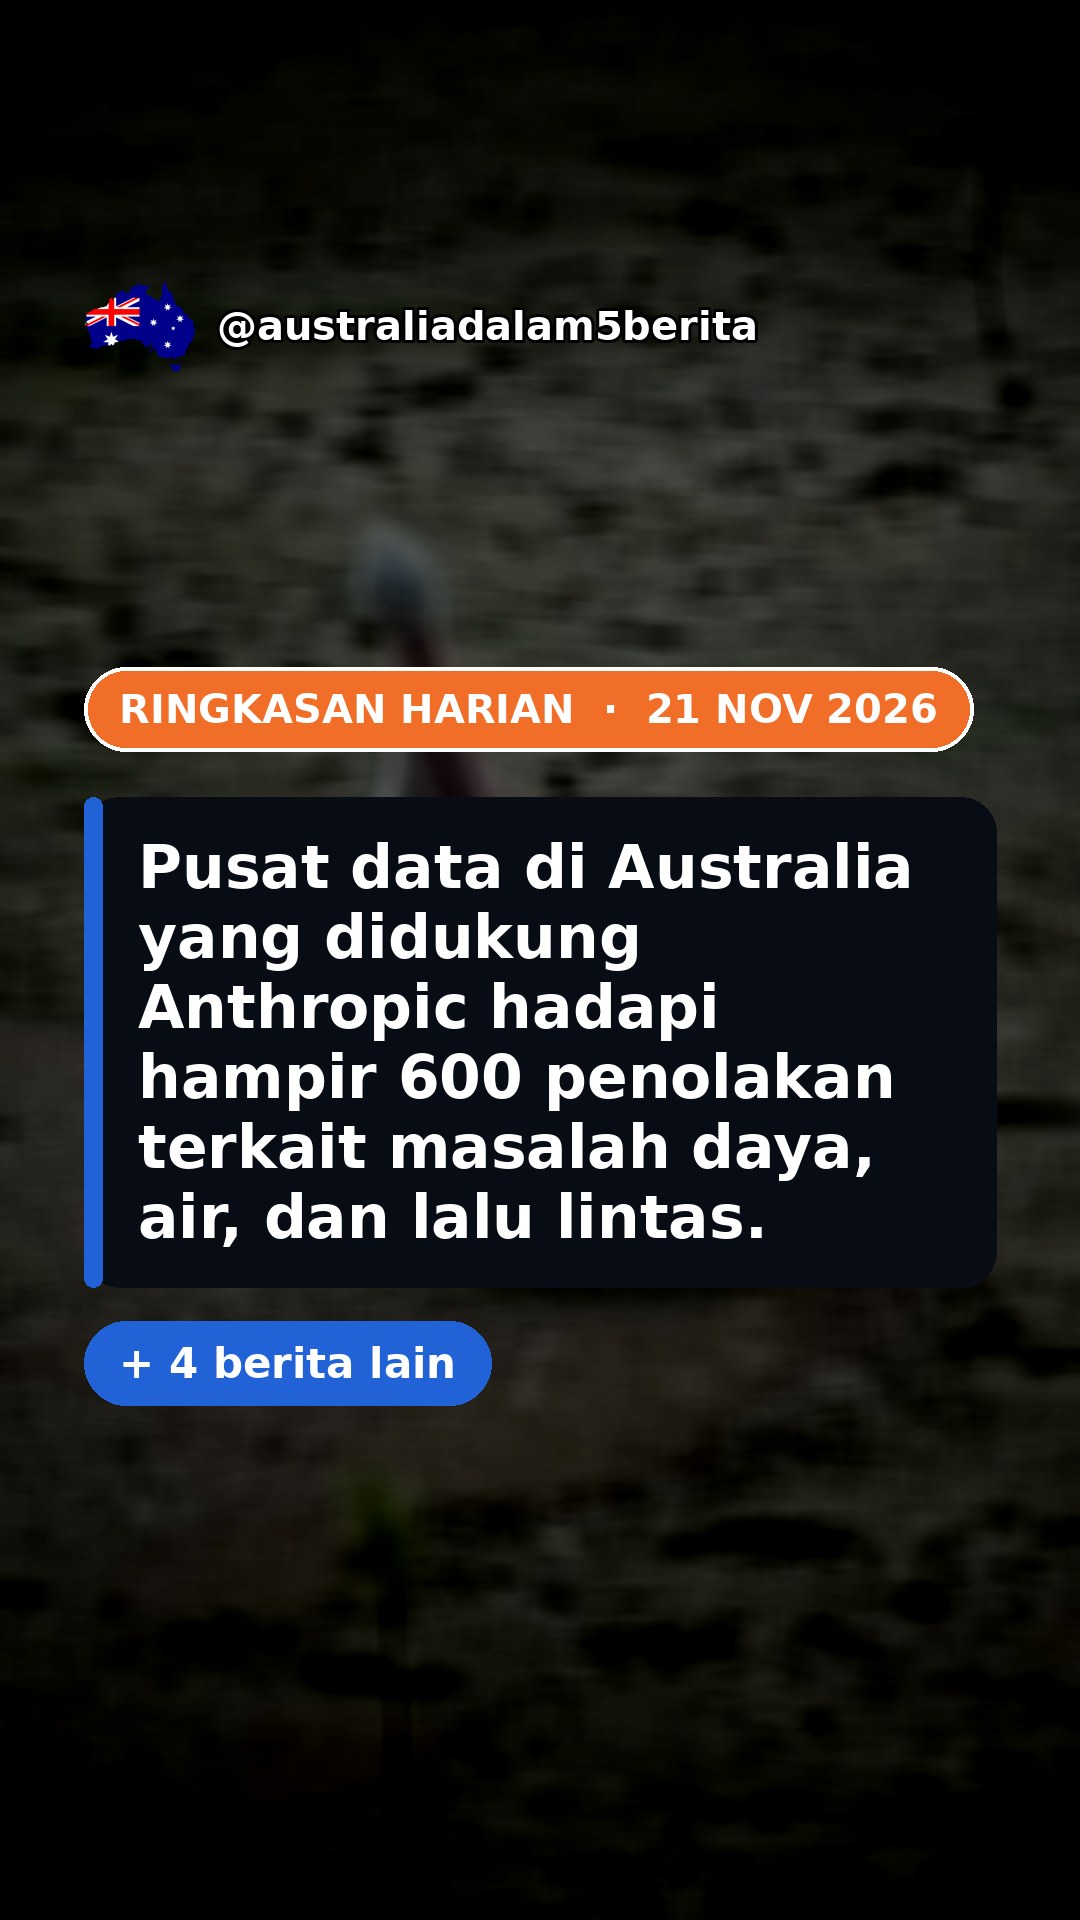 @australiadalam5berita
RINGKASAN HARIAN · 21 NOV 2026
Pusat data di Australia
yang didukung
Anthropic hadapi
hampir 600 penolakan
terkait masalah daya,
air, dan lalu lintas.
+ 4 berita lain